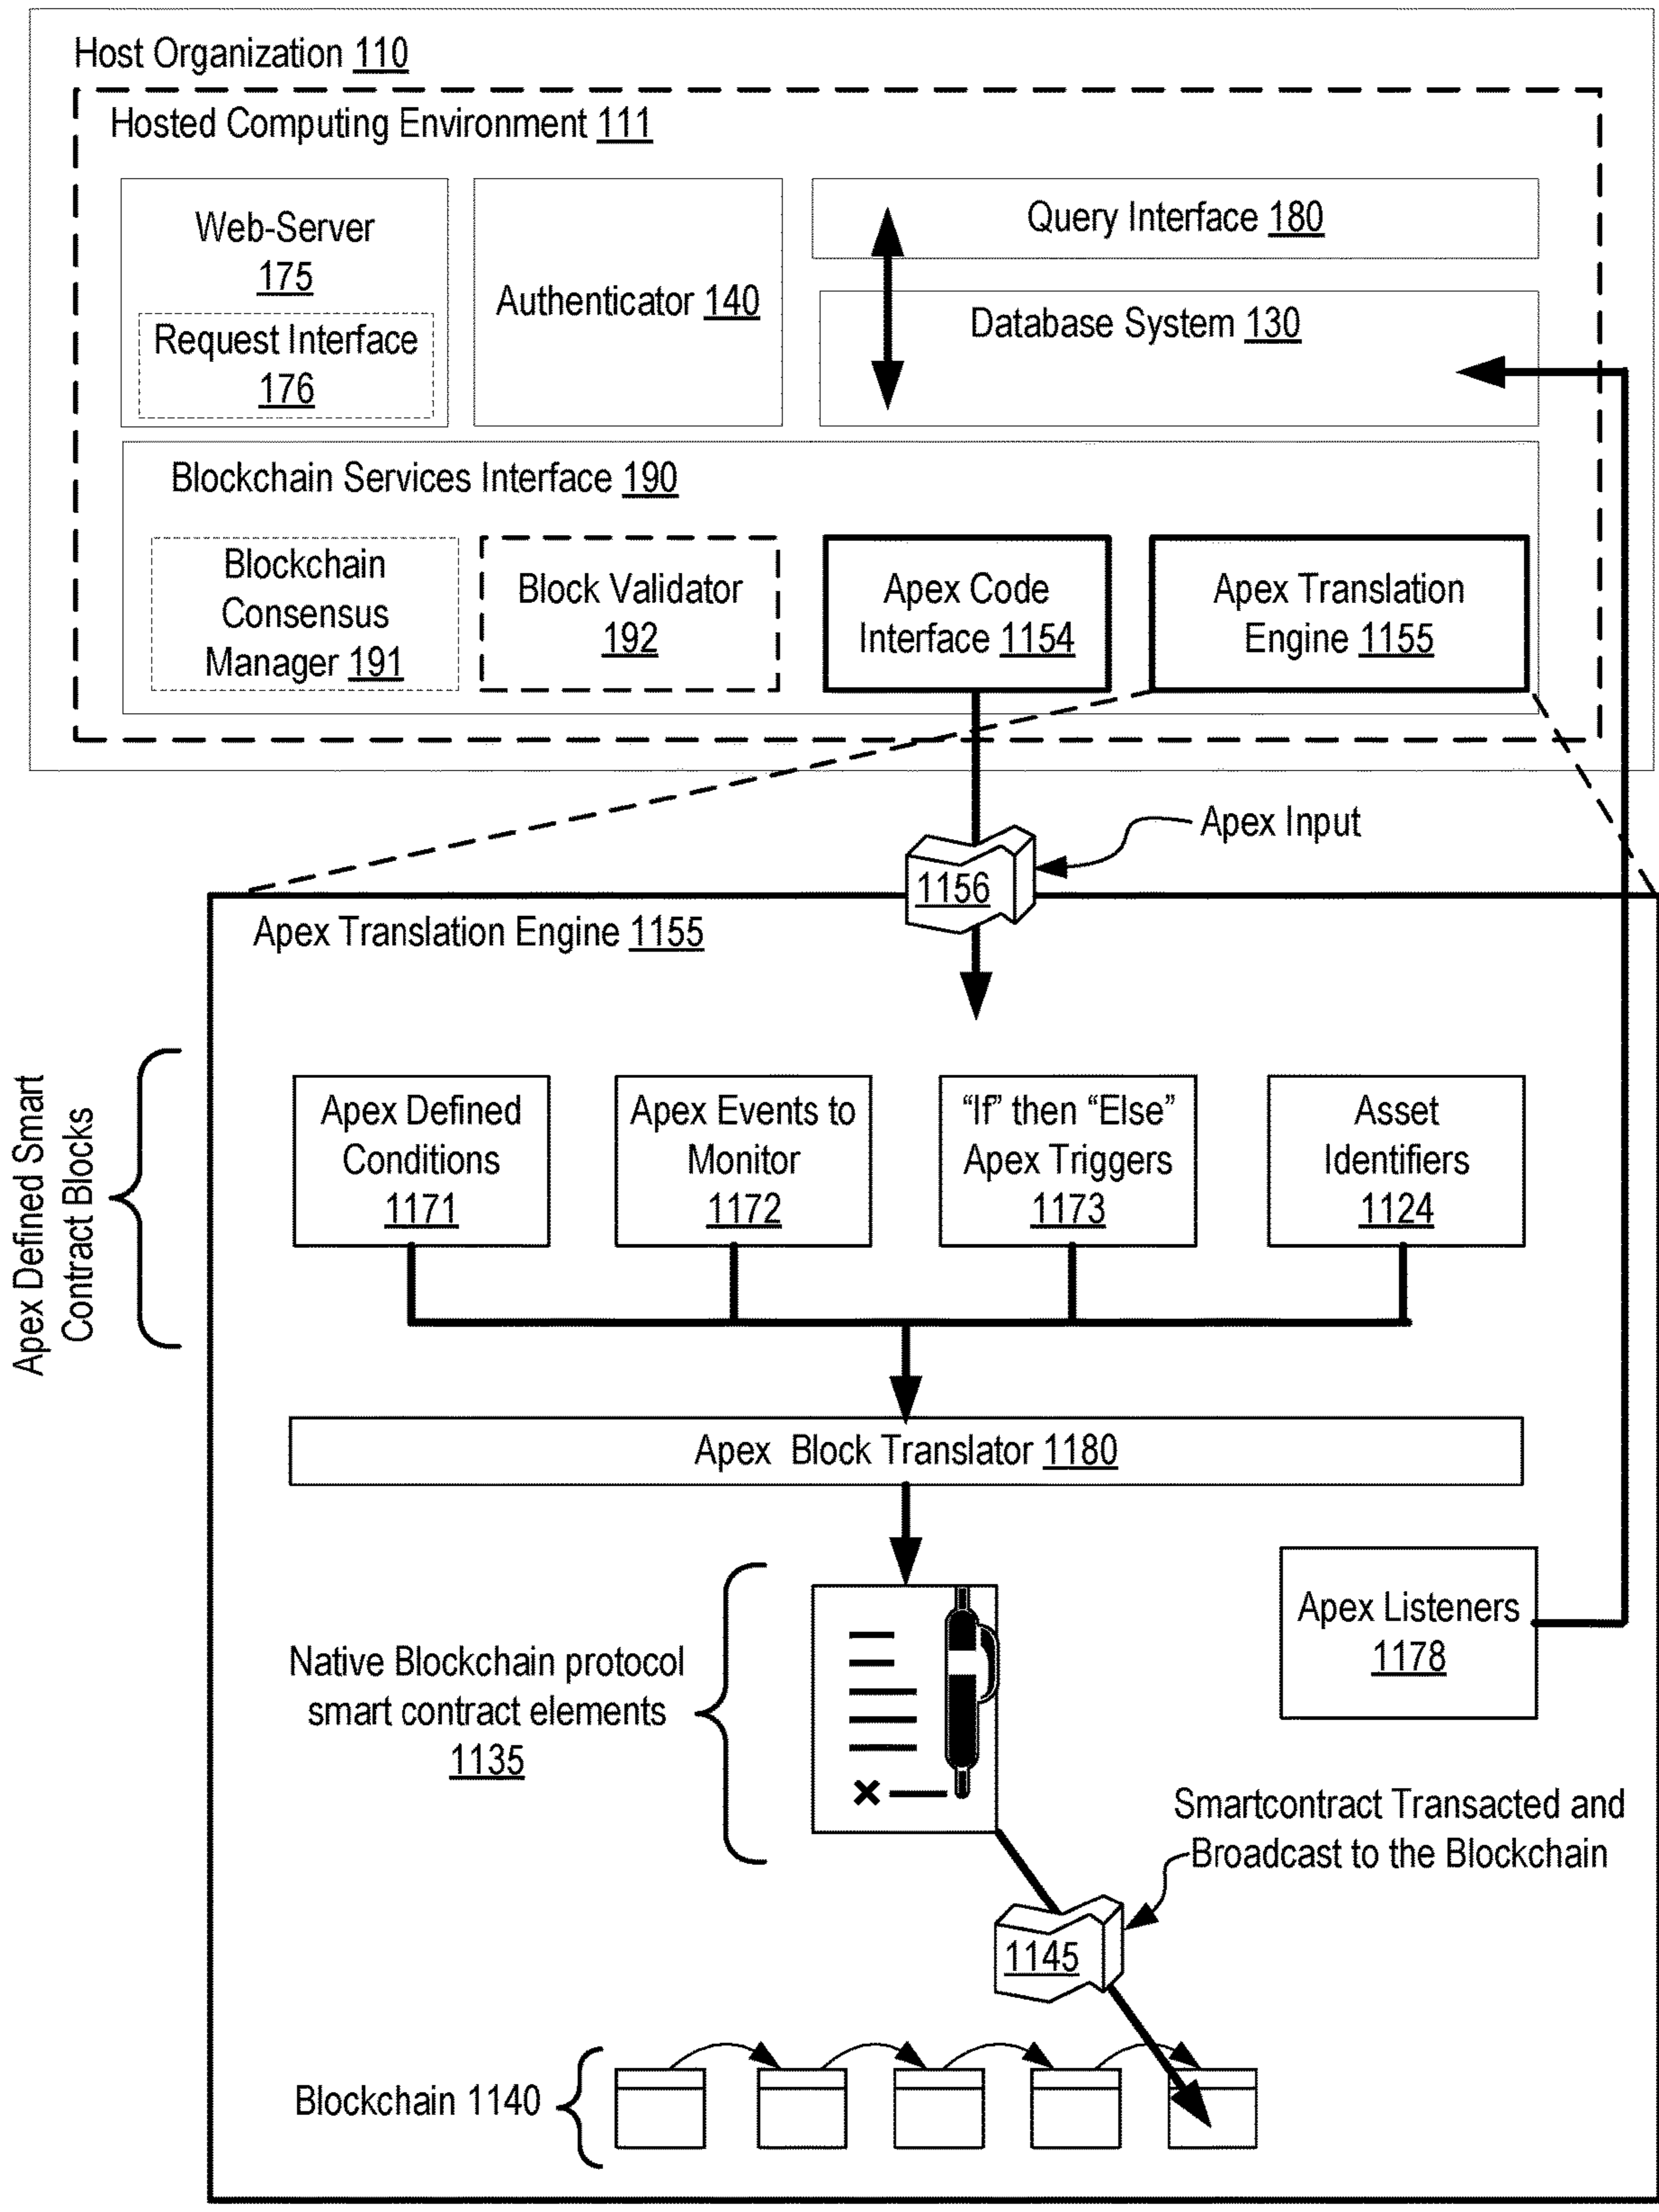 Host Organization 110
Hosted Computing Environment 111
Web-Server
175
Request Interface
176
Authenticator 140
Query Interface 180
Database System 130
Blockchain Services Interface 190
Blockchain
Consensus
Manager 191
Block Validator
192
Apex Code
Interface 1154
Apex Translation
Engine 1155
Apex Input
1156
Apex Translation Engine 1155
Apex Defined Smart
Contract Blocks
Apex Defined
Conditions
1171
Apex Events to
Monitor
1172
“If” then “Else”
Apex Triggers
1173
Asset
Identifiers
1124
Apex Block Translator 1180
Native Blockchain protocol
smart contract elements
1135
Apex Listeners
1178
Smartcontract Transacted and
Broadcast to the Blockchain
1145
Blockchain 1140